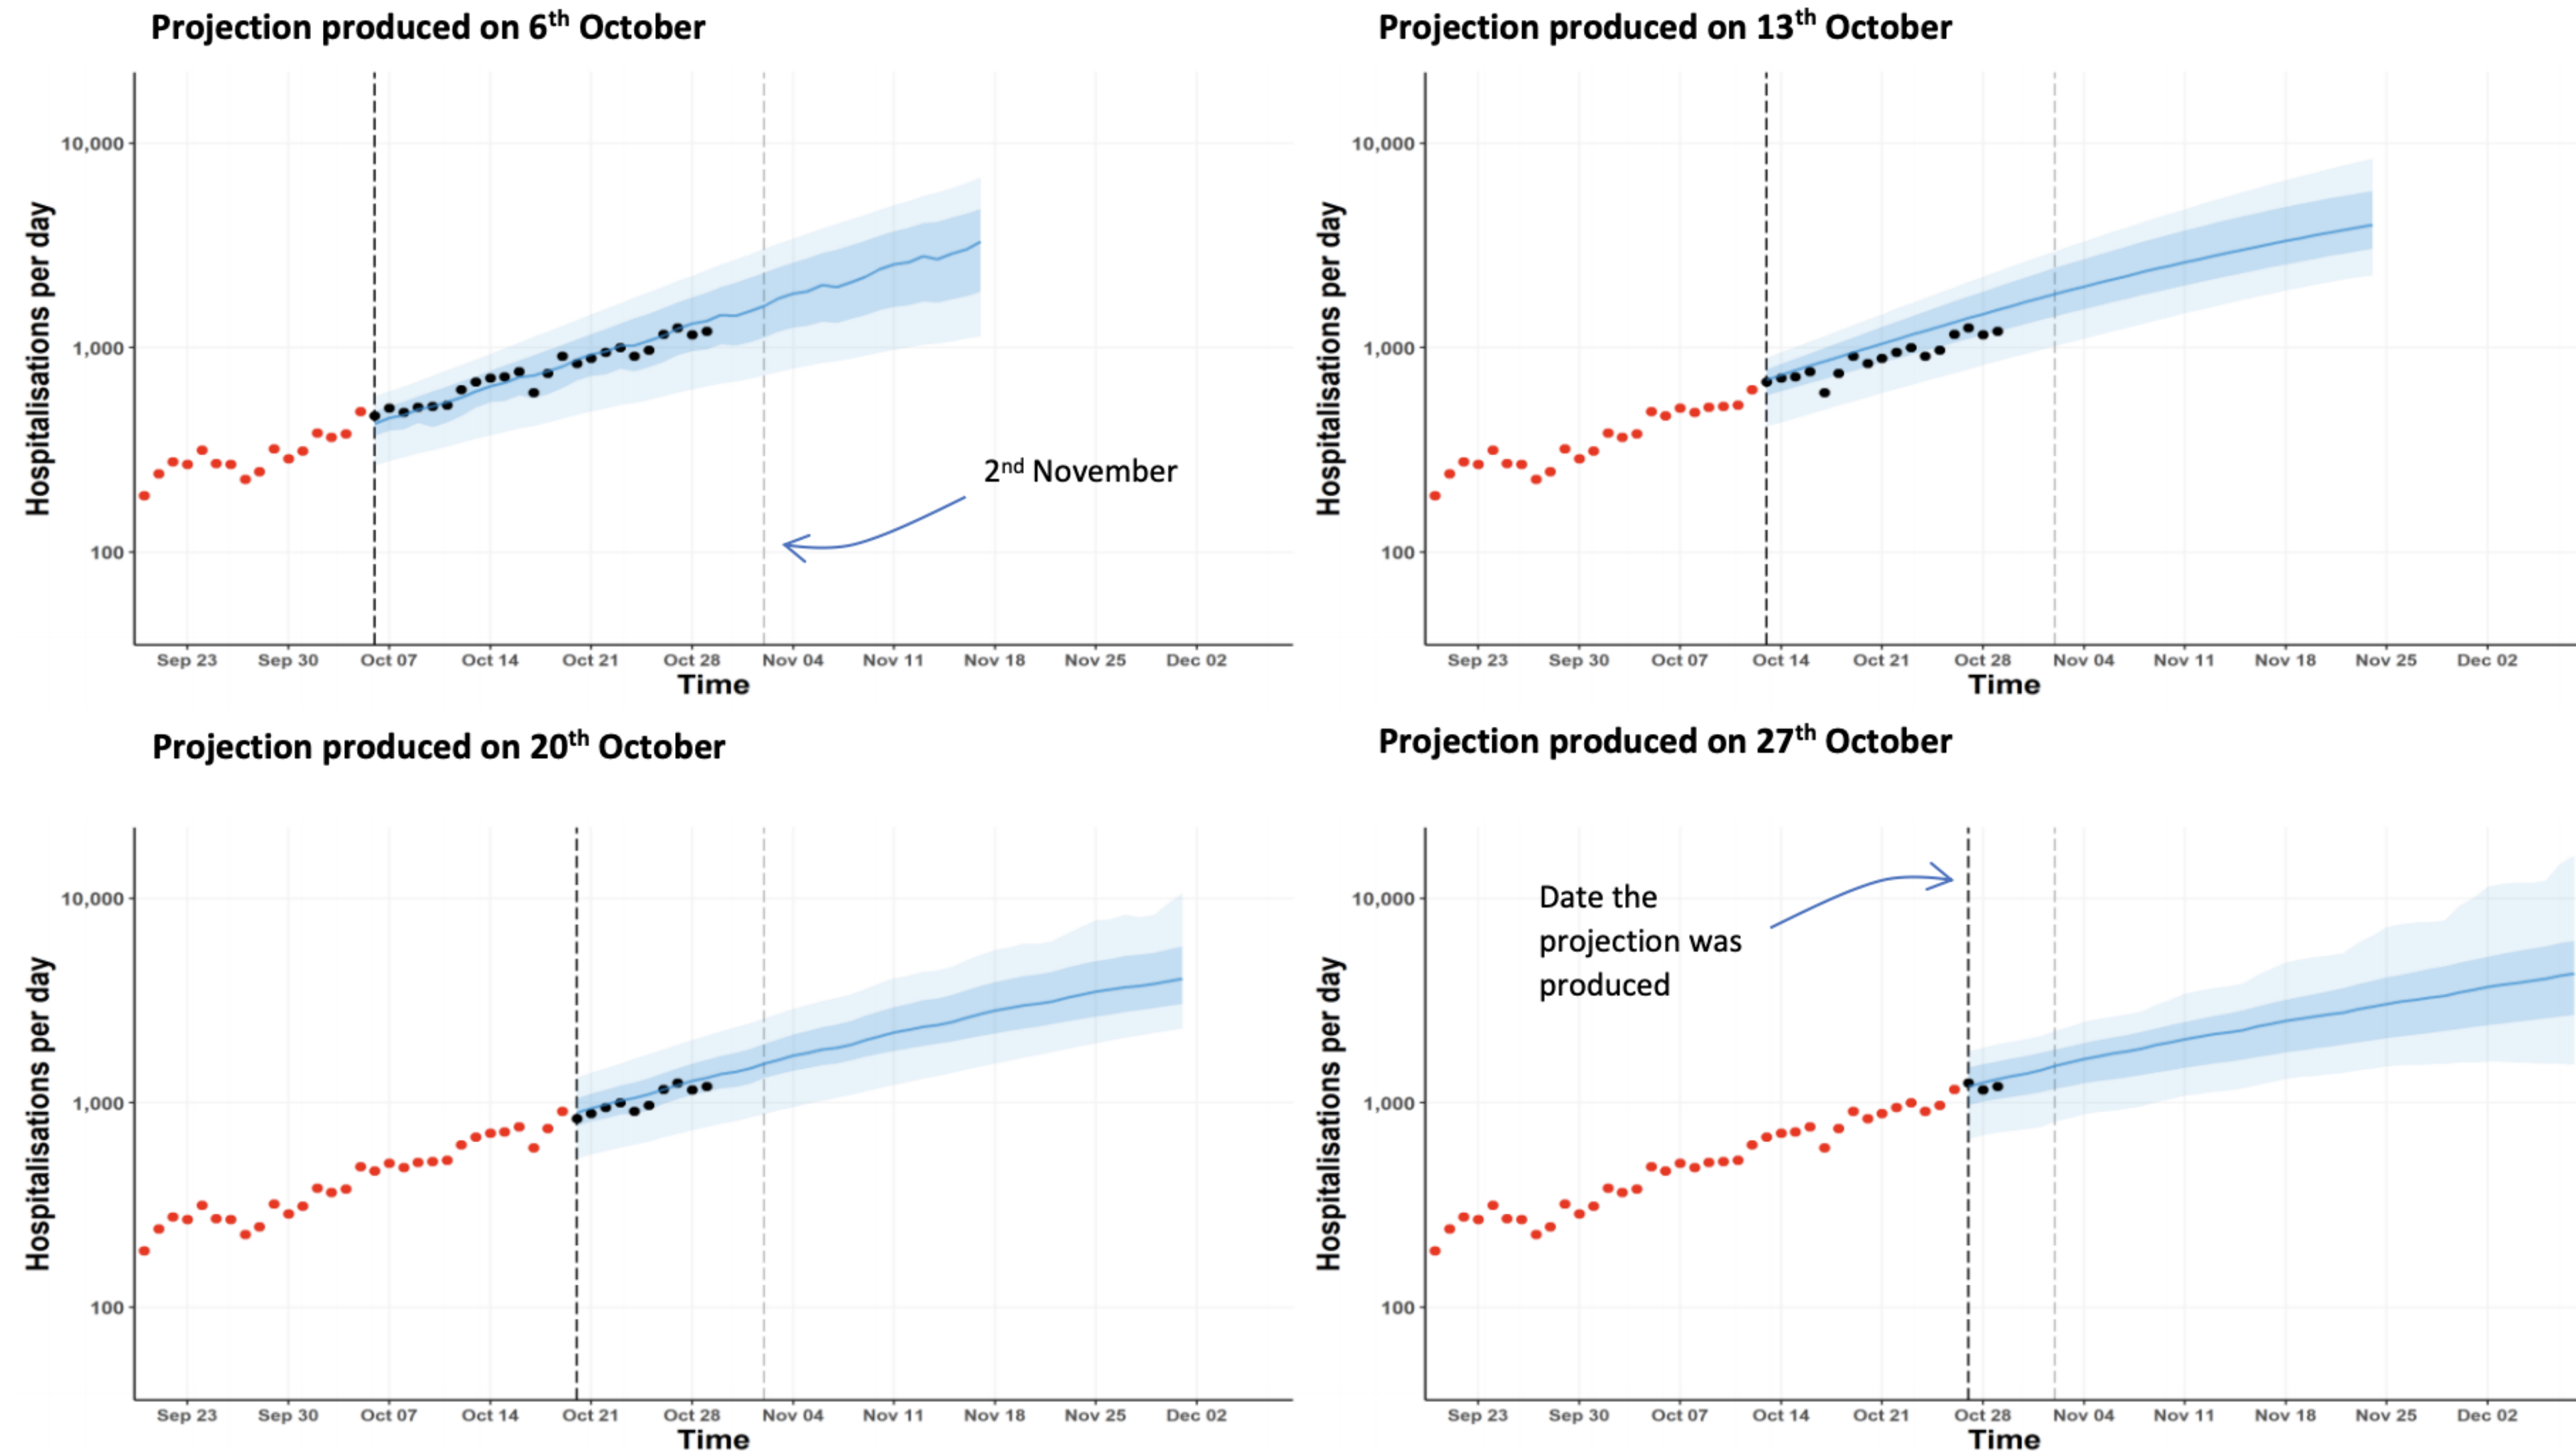 Projection produced on 6th October
Hospitalisations per day
10,000
1,000
100
2nd November
Sep 23 Sep 30 Oct 07 Oct 14 Oct 21 Oct 28 Nov 04 Nov 11 Nov 18 Nov 25 Dec 02
Time
Projection produced on 13th October
Hospitalisations per day
10,000
1,000
100
Sep 23 Sep 30 Oct 07 Oct 14 Oct 21 Oct 28 Nov 04 Nov 11 Nov 18 Nov 25 Dec 02
Time
Projection produced on 20th October
Hospitalisations per day
10,000
1,000
100
Sep 23 Sep 30 Oct 07 Oct 14 Oct 21 Oct 28 Nov 04 Nov 11 Nov 18 Nov 25 Dec 02
Time
Projection produced on 27th October
Hospitalisations per day
10,000
1,000
100
Date the
projection was
produced
Sep 23 Sep 30 Oct 07 Oct 14 Oct 21 Oct 28 Nov 04 Nov 11 Nov 18 Nov 25 Dec 02
Time